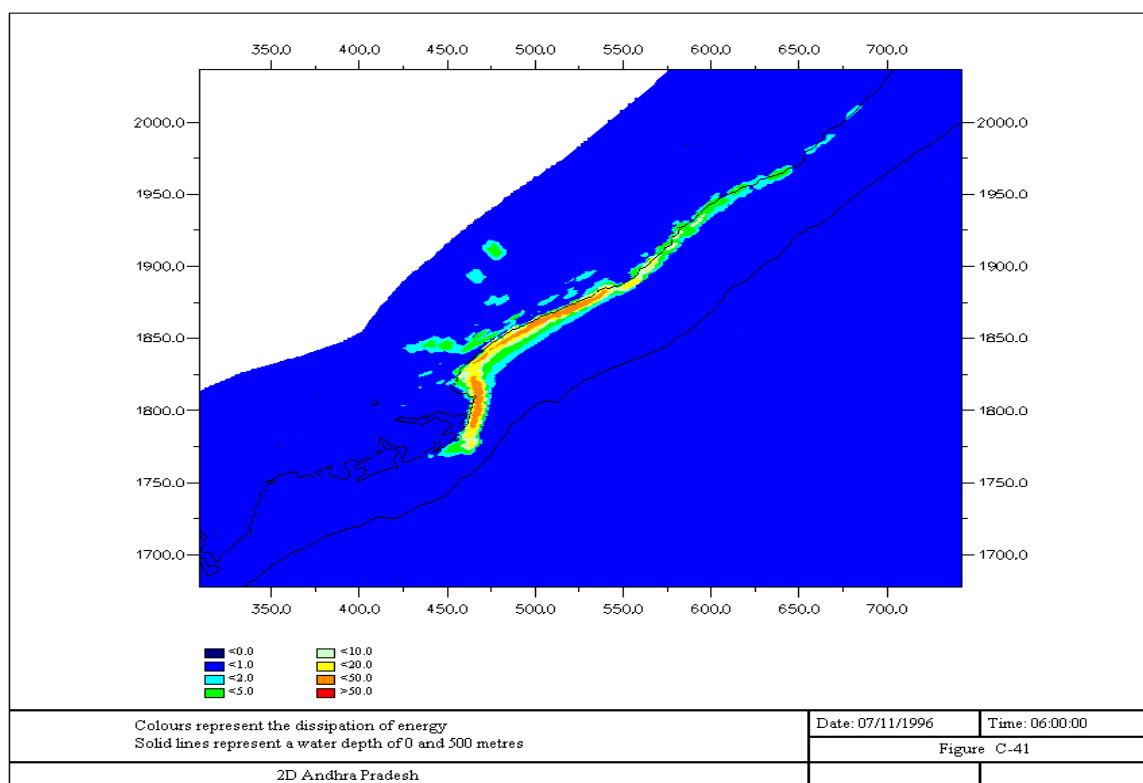 350.0 400.0 450.0 500.0 550.0 600.0 650.0 700.0
2000.0 2000.0
1950.0 1950.0
1900.0 1900.0
1850.0 1850.0
1800.0 1800.0
1750.0 1750.0
1700.0 1700.0
350.0 400.0 450.0 500.0 550.0 600.0 650.0 700.0
<0.0 <10.0
<1.0 <20.0
<2.0 <50.0
<5.0 >50.0
Colours represent the dissipation of energy
Solid lines represent a water depth of 0 and 500 metres
Date: 07/11/1996 Time: 06:00:00
Figure C-41
2D Andhra Pradesh